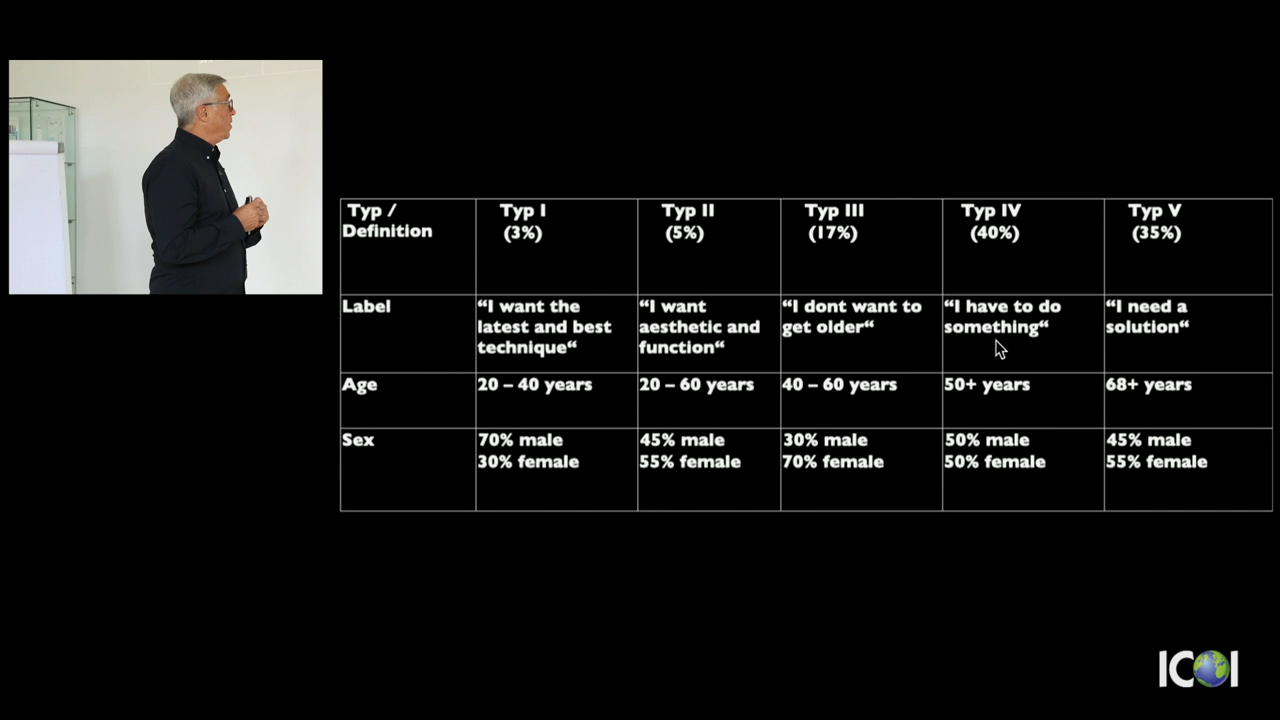 Typ / Definition	Typ I (3%)	Typ II (5%)	Typ III (17%)	Typ IV (40%)	Typ V (35%)
Label	“I want the latest and best technique“	“I want aesthetic and function“	“I dont want to get older“	“I have to do something“	“I need a solution“
Age	20 – 40 years	20 – 60 years	40 – 60 years	50+ years	68+ years
Sex	70% male 30% female	45% male 55% female	30% male 70% female	50% male 50% female	45% male 55% female
ICOI